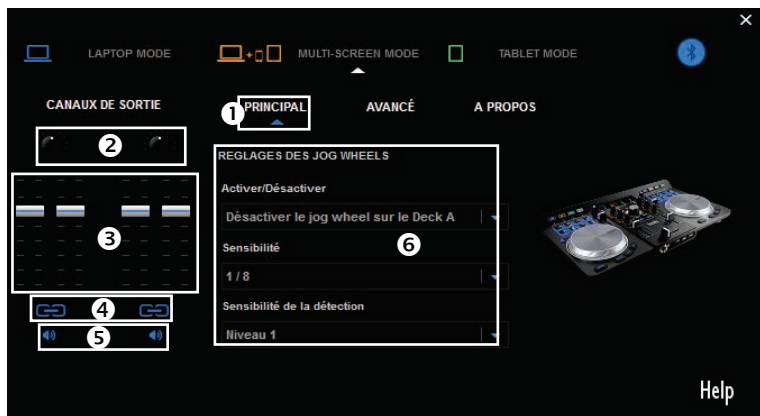 ×
LAPTOP MODE
MULTI-SCREEN MODE
TABLET MODE
CANAUX DE SORTIE
1
PRINCIPAL
AVANCÉ
A PROPOS
2
REGLAGES DES JOG WHEELS
Activer/Désactiver
Désactiver le jog wheel sur le Deck A
3
Sensibilité
6
1 / 8
4
Sensibilité de la détection
5
Niveau 1
Help